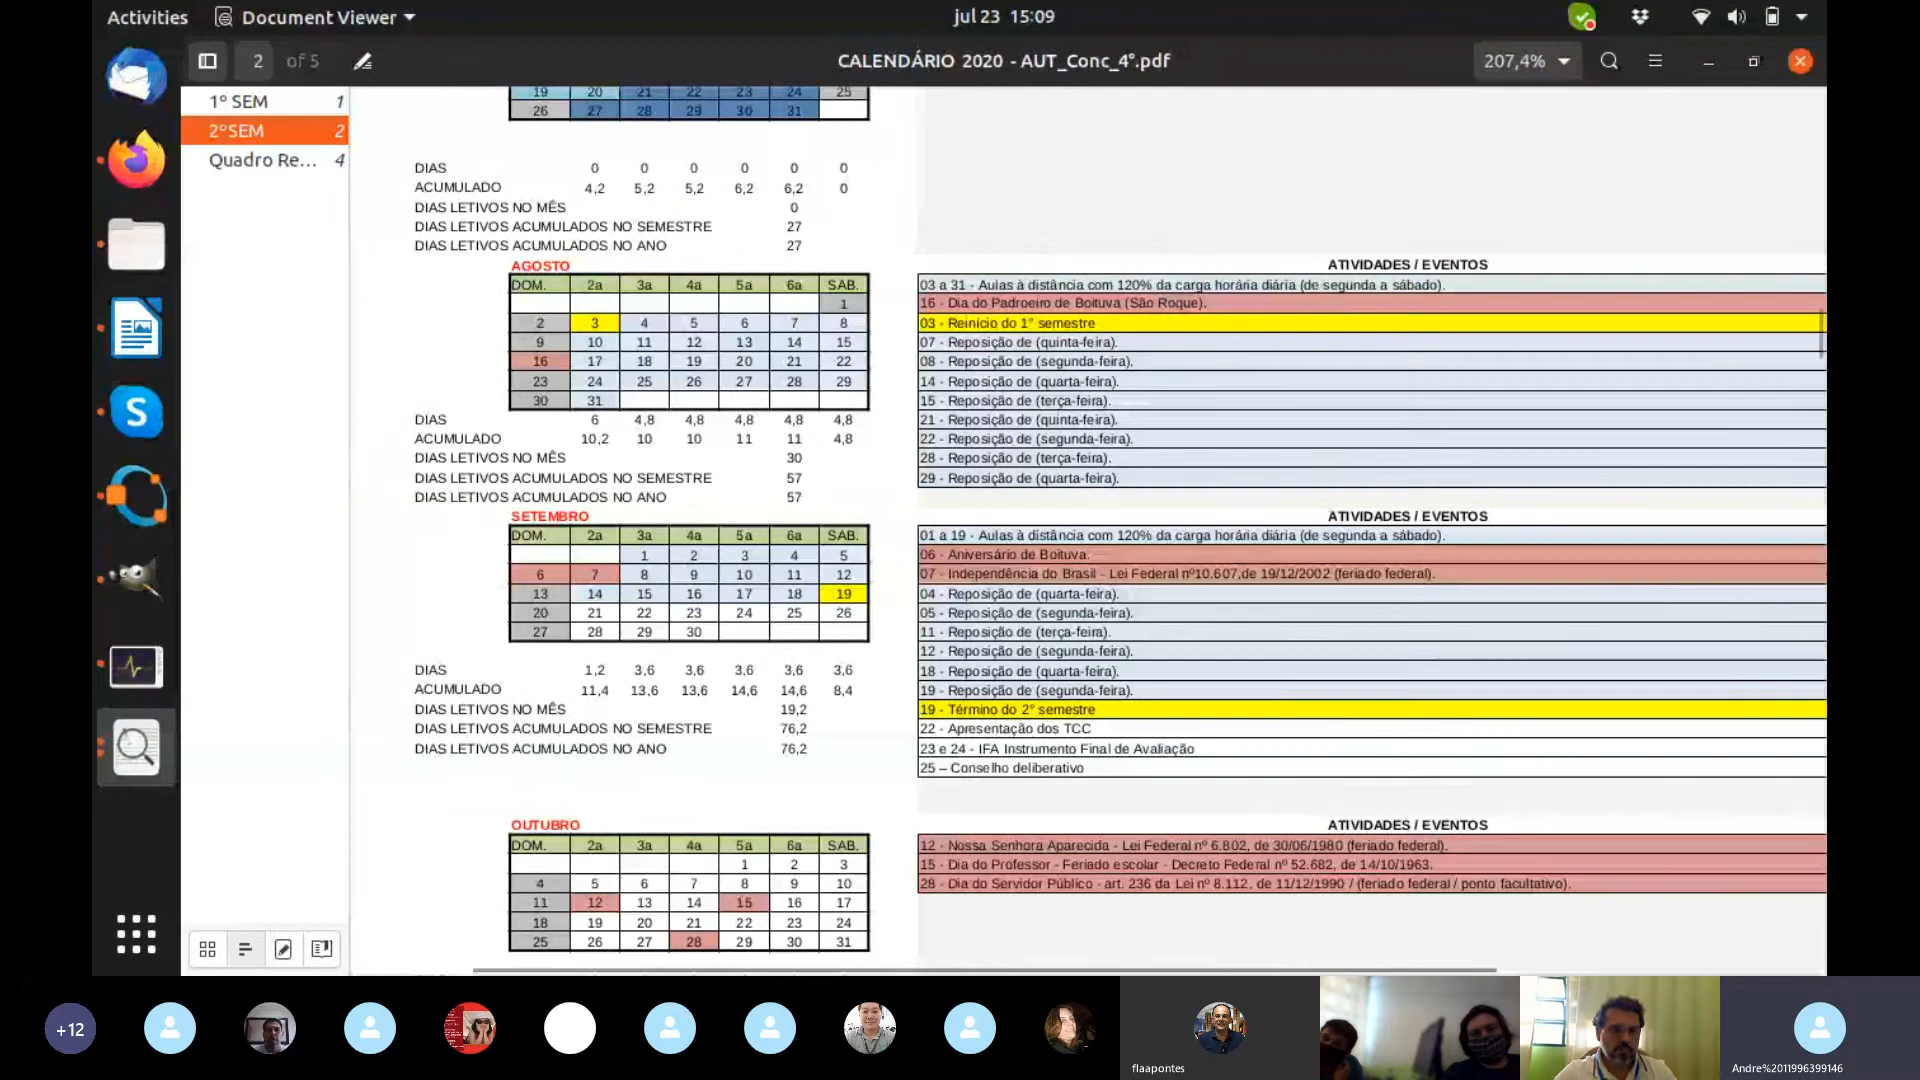 Activities
Document Viewer
jul 23 15:09
2 of 5
CALENDÁRIO 2020 - AUT_Conc_4°.pdf
207,4%
1º SEM 1
2ºSEM 2
Quadro Re... 4
19 20 21 22 23 24 25
26 27 28 29 30 31
DIAS 0 0 0 0 0 0
ACUMULADO 4,2 5,2 5,2 6,2 6,2 0
DIAS LETIVOS NO MÊS 0
DIAS LETIVOS ACUMULADOS NO SEMESTRE 27
DIAS LETIVOS ACUMULADOS NO ANO 27
AGOSTO
DOM. 2a 3a 4a 5a 6a SAB.
1
2 3 4 5 6 7 8
9 10 11 12 13 14 15
16 17 18 19 20 21 22
23 24 25 26 27 28 29
30 31
DIAS 6 4,8 4,8 4,8 4,8 4,8
ACUMULADO 10,2 10 10 11 11 4,8
DIAS LETIVOS NO MÊS 30
DIAS LETIVOS ACUMULADOS NO SEMESTRE 57
DIAS LETIVOS ACUMULADOS NO ANO 57
ATIVIDADES / EVENTOS
03 a 31 - Aulas à distância com 120% da carga horária diária (de segunda a sábado).
16 - Dia do Padroeiro de Boituva (São Roque).
03 - Reinício do 1° semestre
07 - Reposição de (quinta-feira).
08 - Reposição de (segunda-feira).
14 - Reposição de (quarta-feira).
15 - Reposição de (terça-feira).
21 - Reposição de (quinta-feira).
22 - Reposição de (segunda-feira).
28 - Reposição de (terça-feira).
29 - Reposição de (quarta-feira).
SETEMBRO
DOM. 2a 3a 4a 5a 6a SAB.
1 2 3 4 5
6 7 8 9 10 11 12
13 14 15 16 17 18 19
20 21 22 23 24 25 26
27 28 29 30
DIAS 1,2 3,6 3,6 3,6 3,6 3,6
ACUMULADO 11,4 13,6 13,6 14,6 14,6 8,4
DIAS LETIVOS NO MÊS 19,2
DIAS LETIVOS ACUMULADOS NO SEMESTRE 76,2
DIAS LETIVOS ACUMULADOS NO ANO 76,2
ATIVIDADES / EVENTOS
01 a 19 - Aulas à distância com 120% da carga horária diária (de segunda a sábado).
06 - Aniversário de Boituva.
07 - Independência do Brasil - Lei Federal nº10.607,de 19/12/2002 (feriado federal).
04 - Reposição de (quarta-feira).
05 - Reposição de (segunda-feira).
11 - Reposição de (terça-feira).
12 - Reposição de (segunda-feira).
18 - Reposição de (quarta-feira).
19 - Reposição de (segunda-feira).
19 - Término do 2° semestre
22 - Apresentação dos TCC
23 e 24 - IFA Instrumento Final de Avaliação
25 – Conselho deliberativo
OUTUBRO
DOM. 2a 3a 4a 5a 6a SAB.
1 2 3
4 5 6 7 8 9 10
11 12 13 14 15 16 17
18 19 20 21 22 23 24
25 26 27 28 29 30 31
ATIVIDADES / EVENTOS
12 - Nossa Senhora Aparecida - Lei Federal nº 6.802, de 30/06/1980 (feriado federal).
15 - Dia do Professor - Feriado escolar - Decreto Federal nº 52.682, de 14/10/1963.
28 - Dia do Servidor Público - art. 236 da Lei nº 8.112, de 11/12/1990 / (feriado federal / ponto facultativo).
+12
flaapontes
Andre%2011996399146